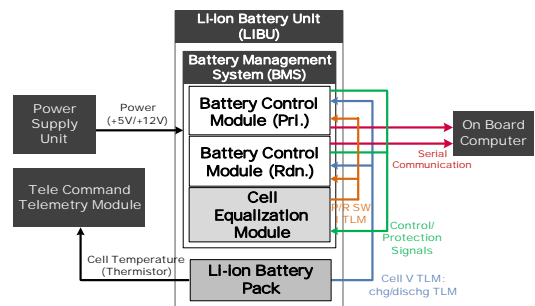 Li-Ion Battery Unit
(LIBU)
Battery Management
System (BMS)
Battery Control
Module (Pri.)
Battery Control
Module (Rdn.)
Cell
Equalization
Module
Li-Ion Battery
Pack
Power
Supply
Unit
Power
(+5V/+12V)
Tele Command
Telemetry Module
Cell Temperature
(Thermistor)
On Board
Computer
Serial
Communication
P/R SW
TLM
Control/
Protection
Signals
Cell V TLM:
chg/dischg TLM